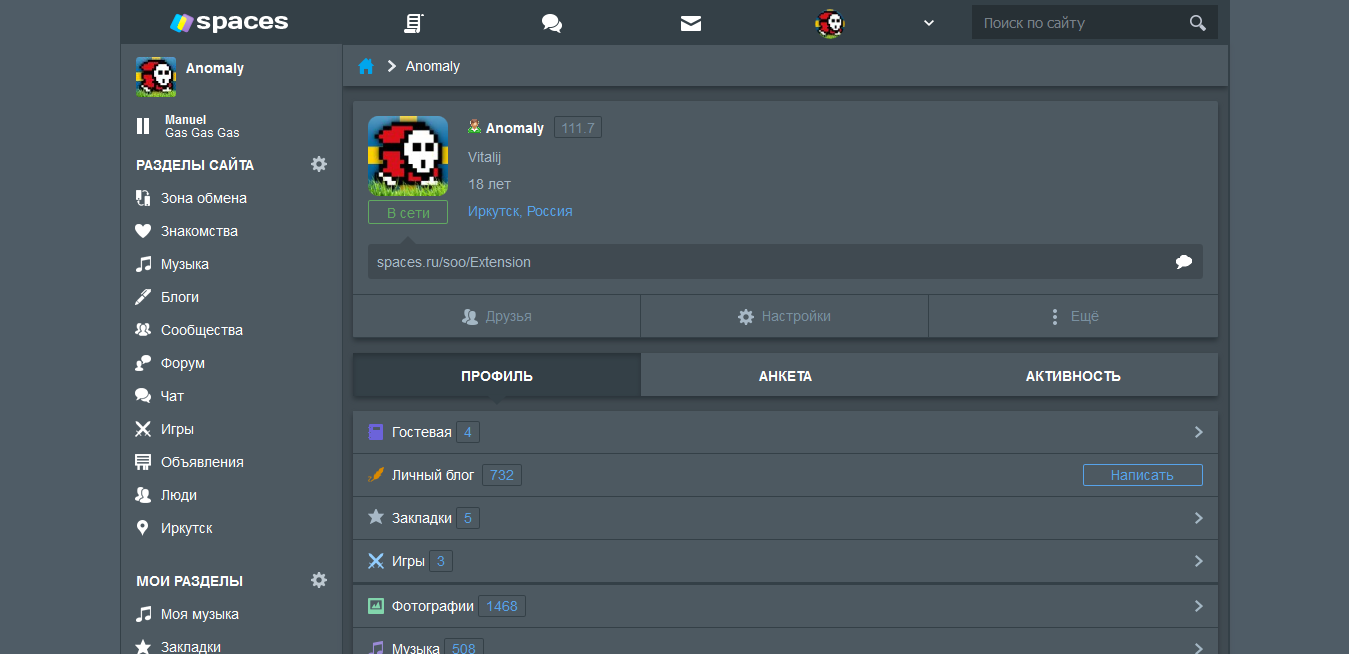 spaces
Поиск по сайту
Anomaly
Manuel
Gas Gas Gas
РАЗДЕЛЫ САЙТА
Зона обмена
Знакомства
Музыка
Блоги
Сообщества
Форум
Чат
Игры
Объявления
Люди
Иркутск
МОИ РАЗДЕЛЫ
Моя музыка
Закладки
Anomaly
Anomaly 111.7
Vitalij
18 лет
Иркутск, Россия
В сети
spaces.ru/soo/Extension
Друзья Настройки Ещё
ПРОФИЛЬ АНКЕТА АКТИВНОСТЬ
Гостевая 4
Личный блог 732 Написать
Закладки 5
Игры 3
Фотографии 1468
Музыка 508